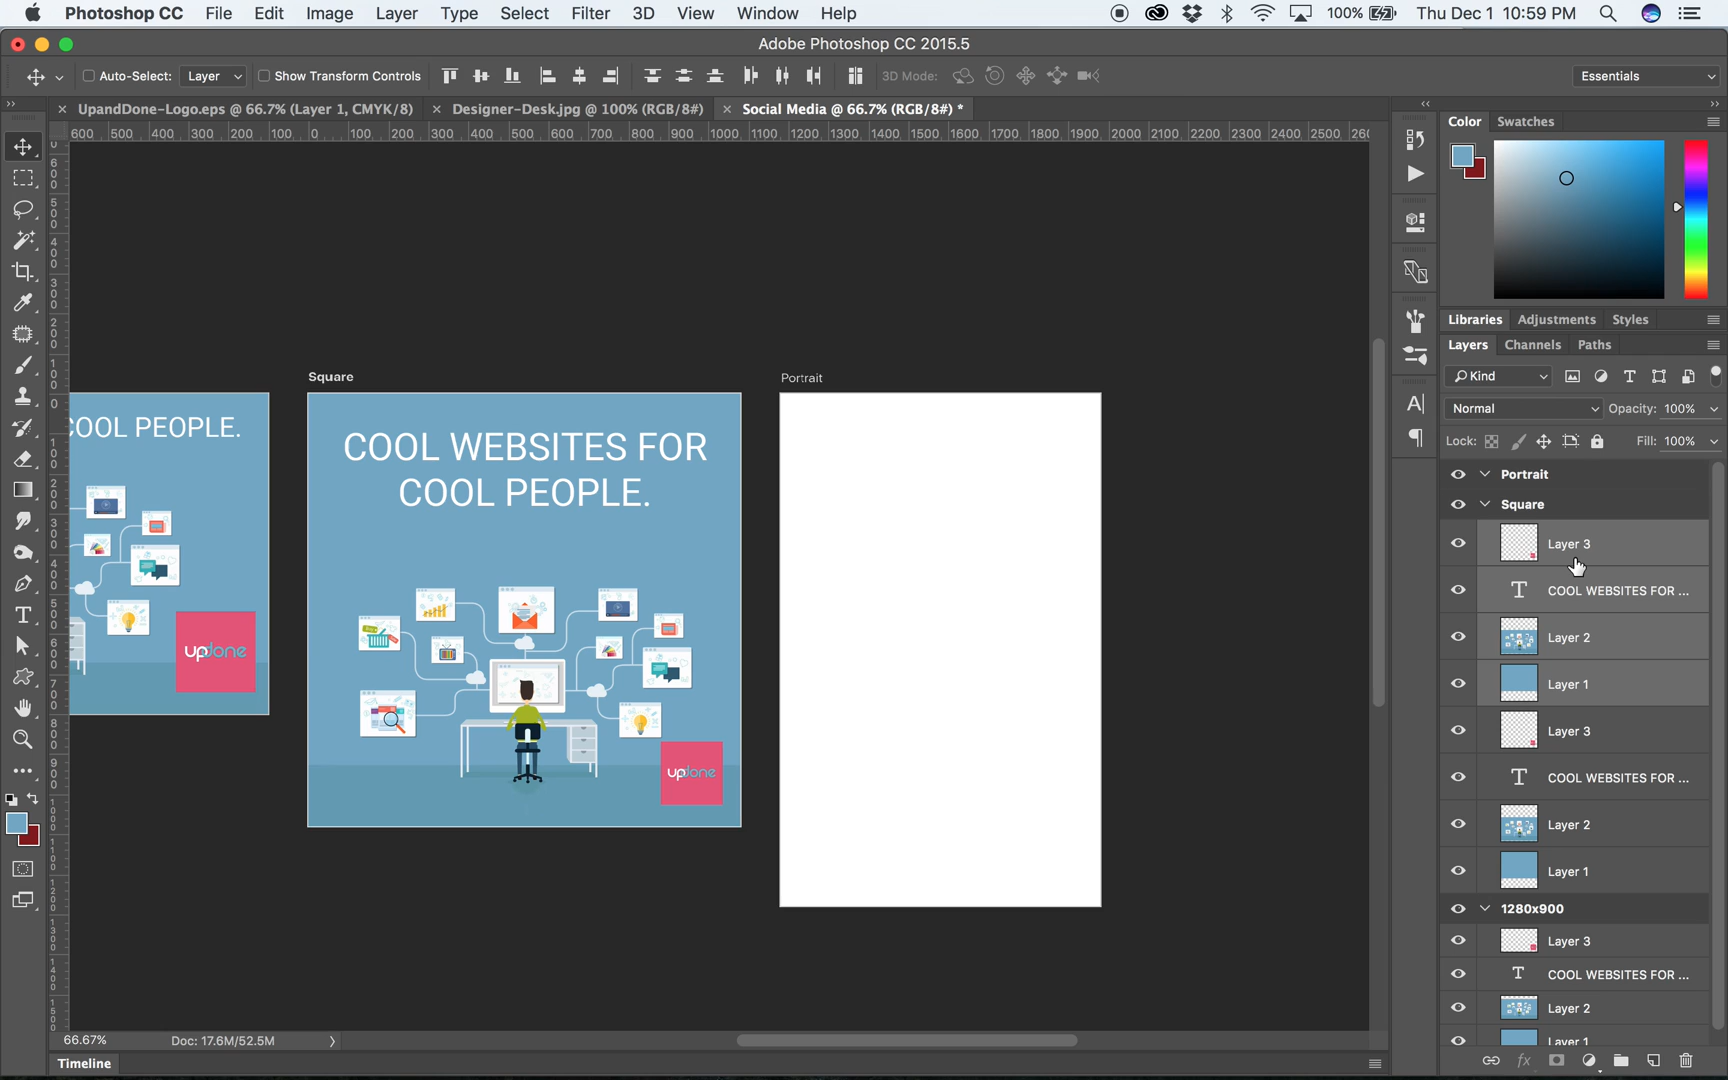 Photoshop CC File Edit Image Layer Type Select Filter 3D View Window Help 100% Thu Dec 1 10:59 PM
Adobe Photoshop CC 2015.5
Auto-Select: Layer Show Transform Controls 3D Mode: Essentials
UpandDone-Logo.eps @ 66.7% (Layer 1, CMYK/8) Designer-Desk.jpg @ 100% (RGB/8#) Social Media @ 66.7% (RGB/8#) *
600 500 400 300 200 100 0 100 200 300 400 500 600 700 800 900 1000 1100 1200 1300 1400 1500 1600 1700 1800 1900 2000 2100 2200 2300 2400 2500
Color Swatches
Libraries Adjustments Styles
Layers Channels Paths
Kind
Normal Opacity: 100%
Lock: Fill: 100%
Portrait
Square
Layer 3
COOL WEBSITES FOR ...
Layer 2
Layer 1
Layer 3
COOL WEBSITES FOR ...
Layer 2
Layer 1
1280x900
Layer 3
COOL WEBSITES FOR ...
Layer 2
Layer 1
Square
Portrait
COOL PEOPLE.
updone
COOL WEBSITES FOR
COOL PEOPLE.
updone
66.67% Doc: 17.6M/52.5M
Timeline